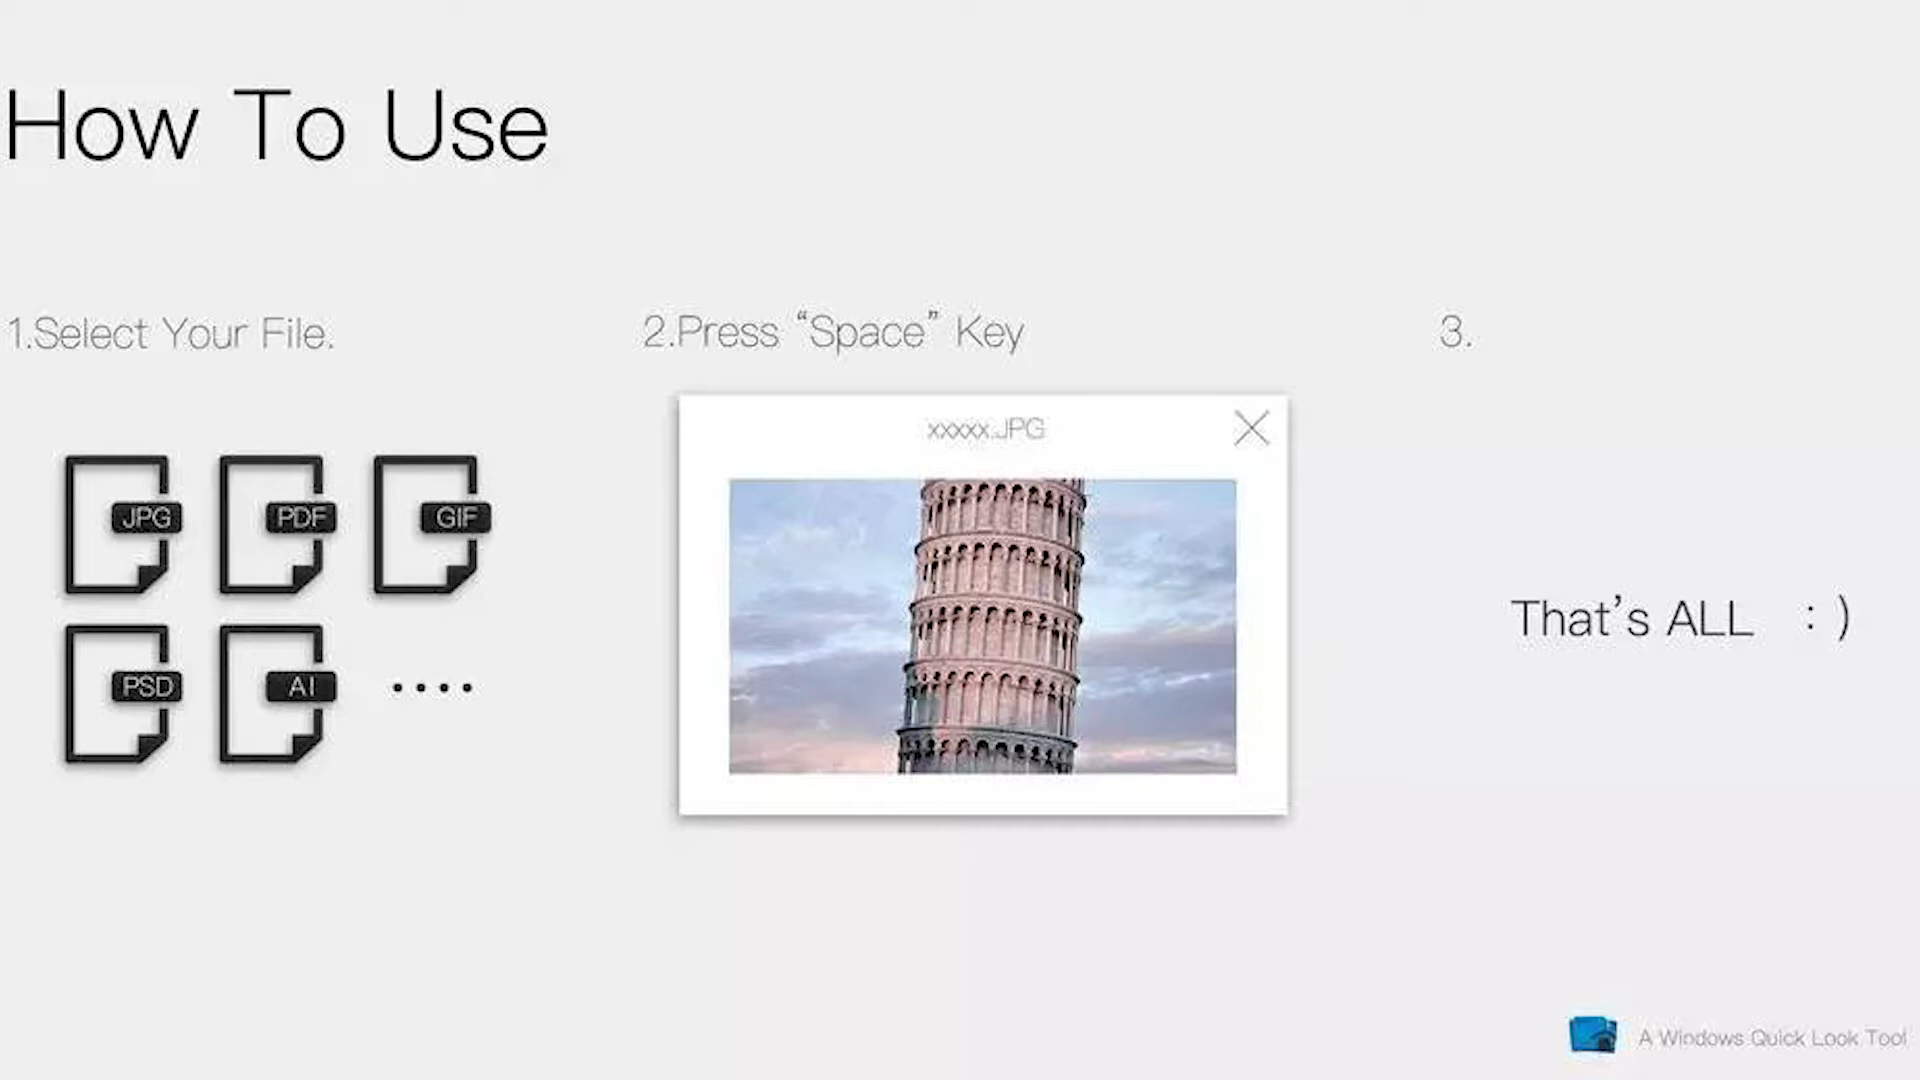 How To Use
1.Select Your File.
2.Press “Space” Key
3.
JPG
PDF
GIF
PSD
AI
....
xxxxx.JPG
That’s ALL : )
A Windows Quick Look Tool